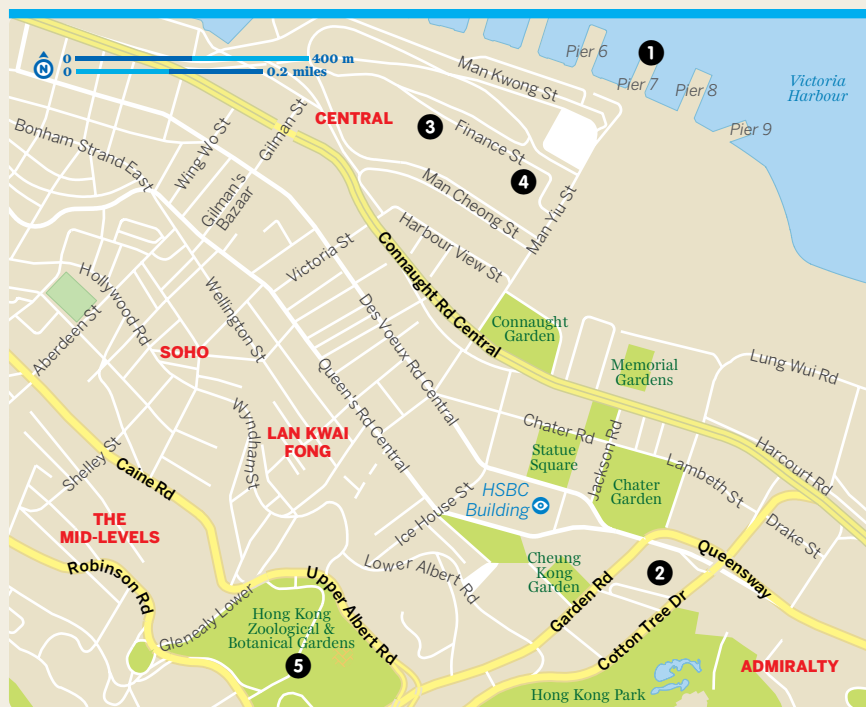 Pier 6
1
0
400 m
N
0
0.2 miles
Man Kwong St
Pier 7
Pier 8
Victoria
Harbour
Pier 9
Gilman St
CENTRAL
3
Finance St
Bonham Strand East
Wing Wo St
4
Gilman's
Bazaar
Man Cheong St
Man Yiu St
Harbour View St
Victoria St
Connaught Rd Central
Hollywood Rd
Wellington St
Des Voeux Rd Central
Connaught
Garden
Aberdeen St
SOHO
Memorial
Gardens
Lung Wui Rd
Queen's Rd Central
Wyndham St
LAN KWAI
FONG
Chater Rd
Jackson Rd
Statue
Square
Harcourt Rd
Shelley St
Caine Rd
Lambeth St
HSBC
Building
Chater
Garden
Ice House St
THE
MID-LEVELS
Drake St
Queensway
Robinson Rd
Lower Albert Rd
Cheung
Kong
Garden
2
Upper Albert Rd
Garden Rd
Cotton Tree Dr
Glenealy Lower
Hong Kong
Zoological &
Botanical Gardens
5
ADMIRALTY
Hong Kong Park